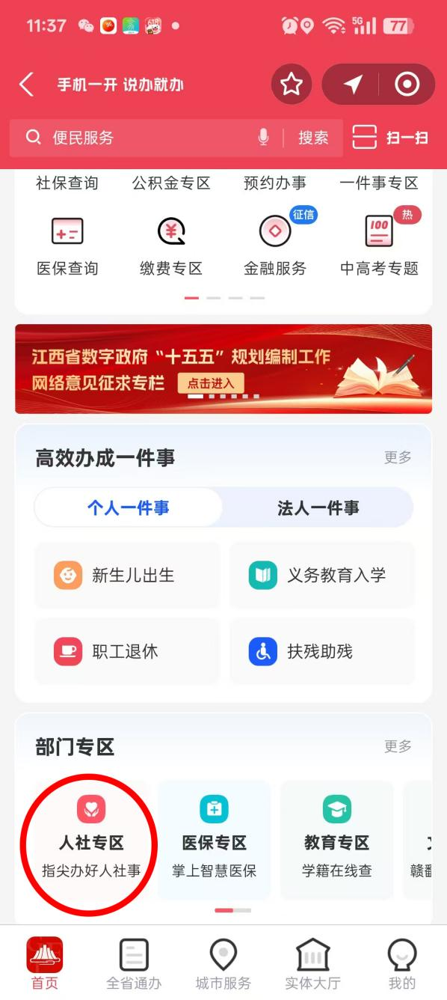 11:37
5G
77
手机一开 说办就办
便民服务
搜索
扫一扫
社保查询
公积金专区
预约办事
一件事专区
征信
100
热
医保查询
缴费专区
金融服务
中高考专题
江西省数字政府“十五五”规划编制工作
网络意见征求专栏
点击进入
高效办成一件事
更多
个人一件事
法人一件事
新生儿出生
义务教育入学
职工退休
扶残助残
部门专区
更多
人社专区
医保专区
教育专区
指尖办好人社事
掌上智慧医保
学籍在线查
首页
全省通办
城市服务
实体大厅
我的